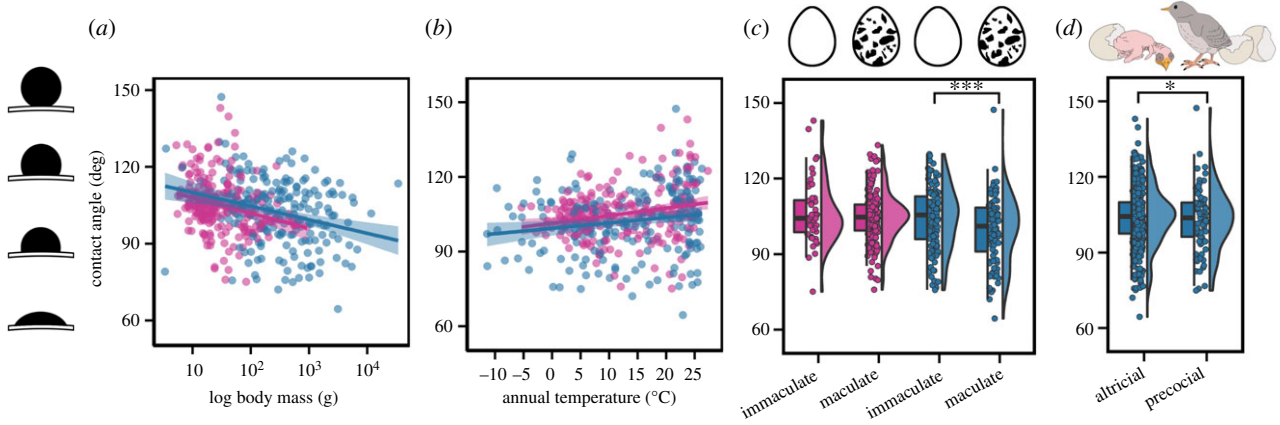 (a)
(b)
(c)
(d)
contact angle (deg)
150
120
90
60
10
10²
10³
10⁴
log body mass (g)
150
120
90
60
–10
–5
0
5
10
15
20
25
annual temperature (°C)
150
120
90
60
***
immaculate
maculate
immaculate
maculate
150
120
90
60
*
altricial
precocial